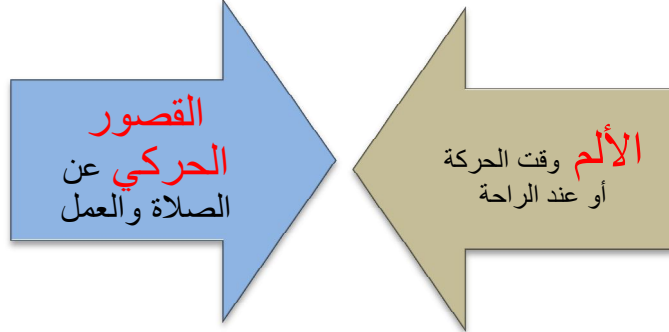 الألم وقت الحركة
أو عند الراحة
القصور
الحركي عن
الصلاة والعمل